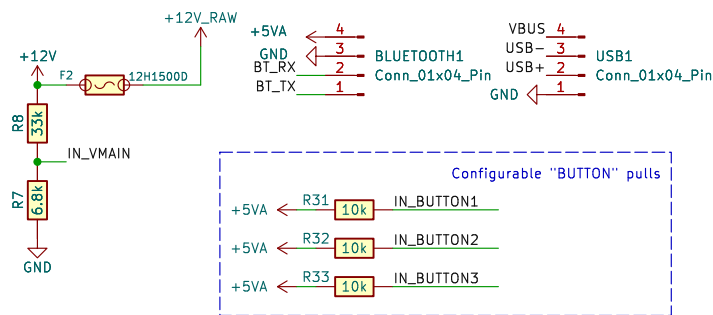 +12V_RAW
+12V
F2
12H1500D
R8
33k
IN_VMAIN
R7
6.8k
GND
+5VA
4
GND
3
BLUETOOTH1
BT_RX
2
Conn_01x04_Pin
BT_TX
1
VBUS
4
USB-
3
USB1
USB+
2
Conn_01x04_Pin
GND
1
Configurable "BUTTON" pulls
+5VA
R31
10k
IN_BUTTON1
+5VA
R32
10k
IN_BUTTON2
+5VA
R33
10k
IN_BUTTON3